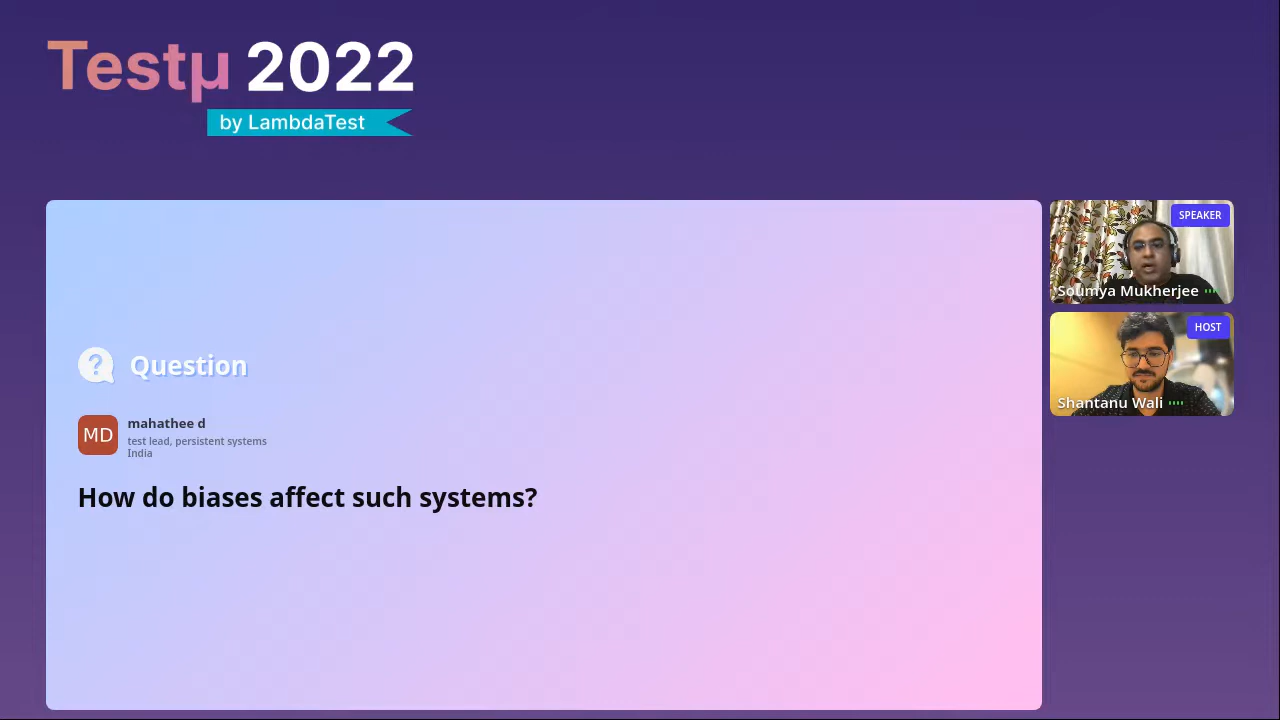 Testμ 2022
by LambdaTest
SPEAKER
Soumya Mukherjee
HOST
Shantanu Wali
Question
MD
mahathee d
test lead, persistent systems
India
How do biases affect such systems?